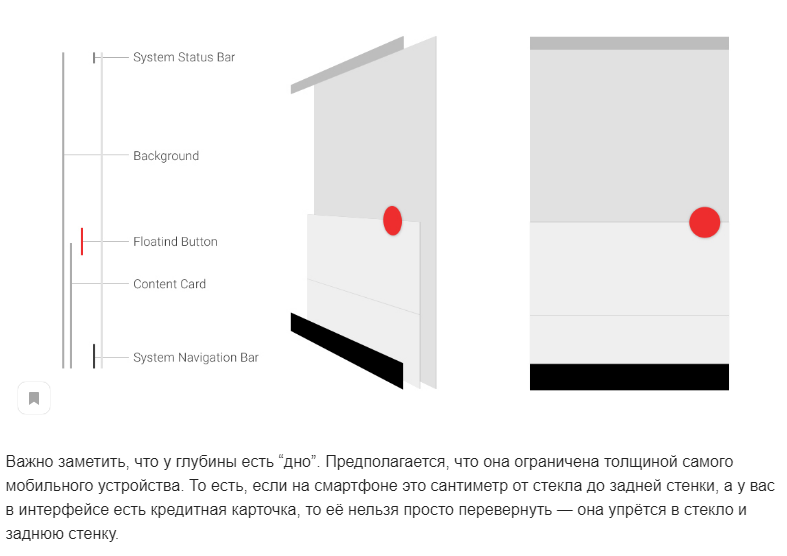 System Status Bar
Background
Floatind Button
Content Card
System Navigation Bar
Важно заметить, что у глубины есть “дно”. Предполагается, что она ограничена толщиной самого
мобильного устройства. То есть, если на смартфоне это сантиметр от стекла до задней стенки, а у вас
в интерфейсе есть кредитная карточка, то её нельзя просто перевернуть — она упрётся в стекло и
заднюю стенку.